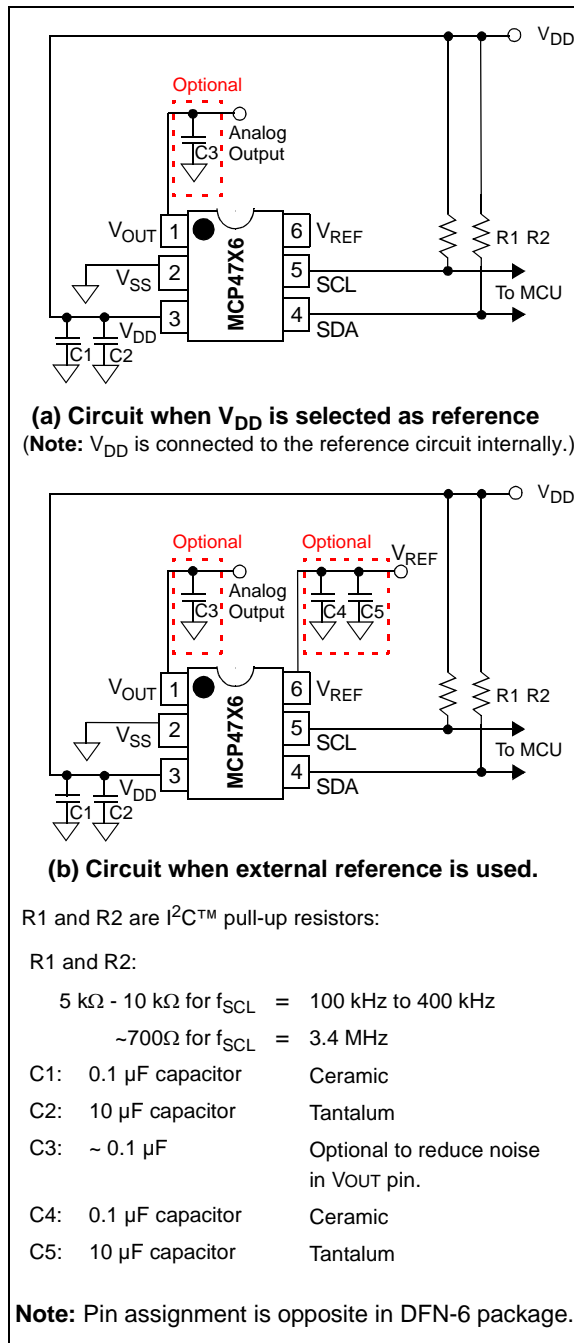 VDD
Optional
C3
Analog
Output
VOUT 1
6 VREF
MCP47X6
VSS 2
5 SCL
R1 R2
To MCU
VDD 3
4 SDA
C1 C2
(a) Circuit when VDD is selected as reference
(Note: VDD is connected to the reference circuit internally.)
VDD
Optional
Optional
VREF
C3
Analog
Output
C4 C5
VOUT 1
6 VREF
MCP47X6
VSS 2
5 SCL
R1 R2
To MCU
VDD 3
4 SDA
C1 C2
(b) Circuit when external reference is used.
R1 and R2 are I²C™ pull-up resistors:
R1 and R2:
5 kΩ - 10 kΩ for fSCL = 100 kHz to 400 kHz
~700Ω for fSCL = 3.4 MHz
C1: 0.1 µF capacitor Ceramic
C2: 10 µF capacitor Tantalum
C3: ~ 0.1 µF Optional to reduce noise
in VOUT pin.
C4: 0.1 µF capacitor Ceramic
C5: 10 µF capacitor Tantalum
Note: Pin assignment is opposite in DFN-6 package.